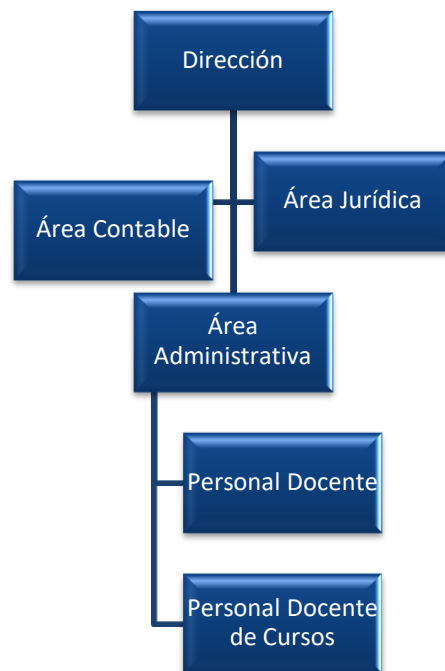 Dirección
Área Contable
Área Jurídica
Área
Administrativa
Personal Docente
Personal Docente
de Cursos